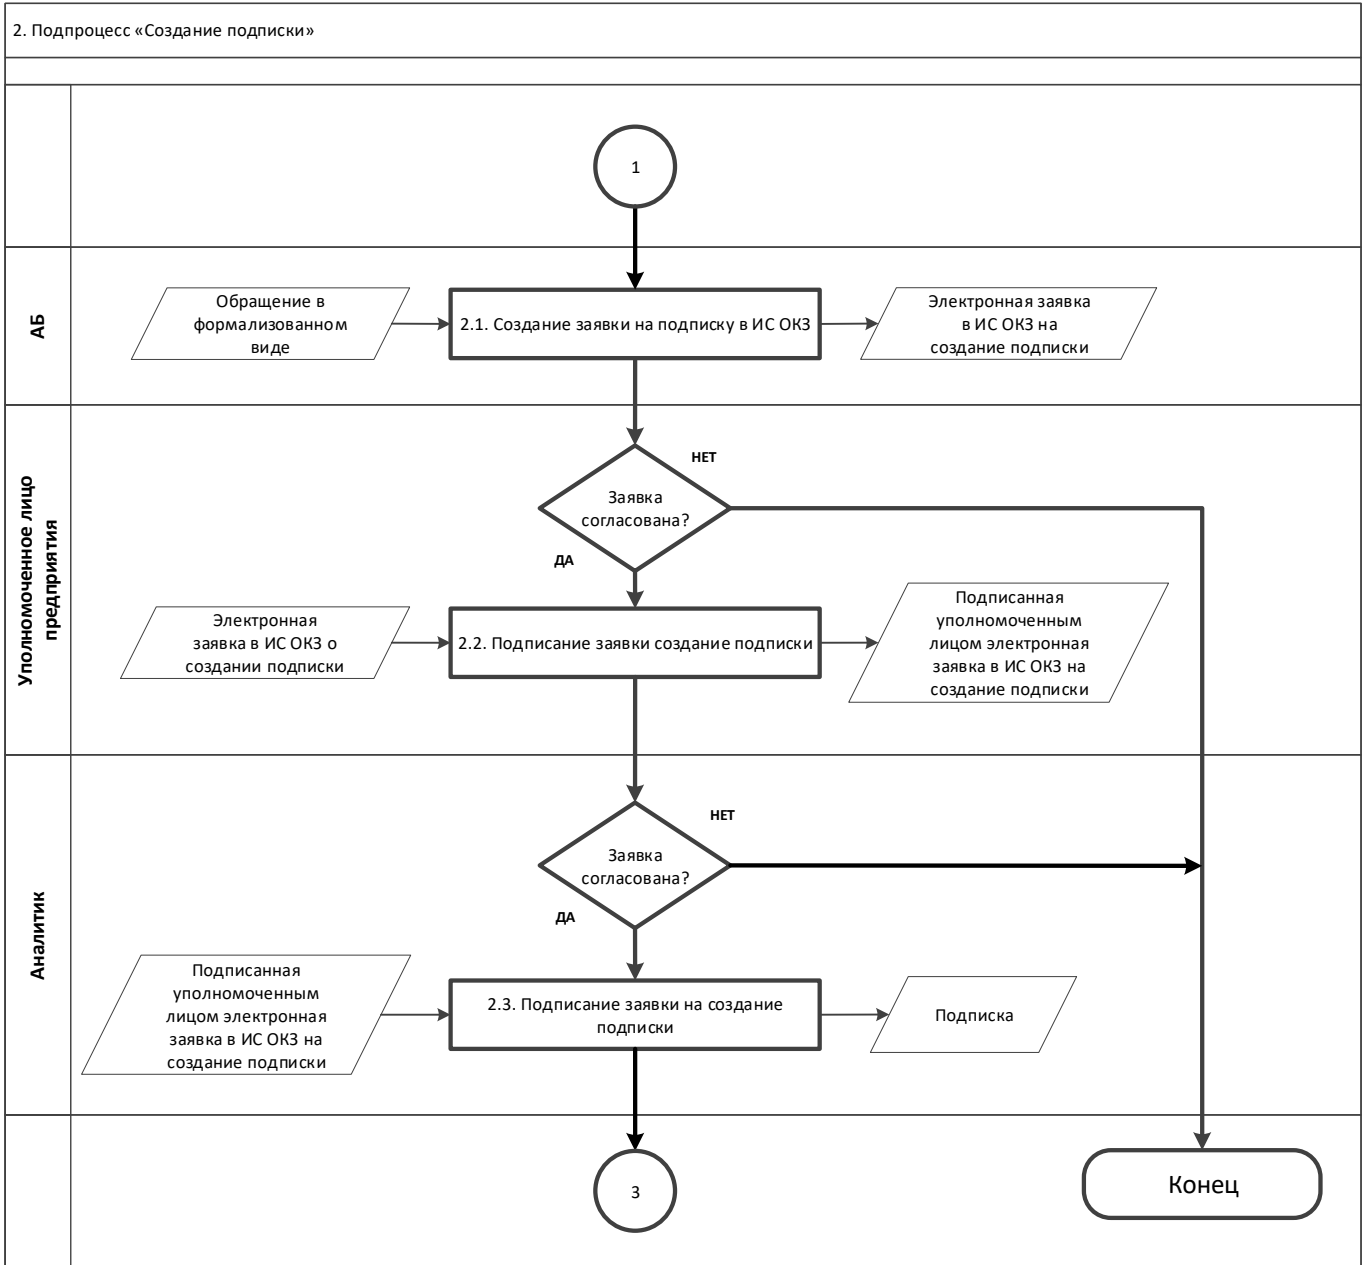 2. Подпроцесс «Создание подписки»
1
АБ
Обращение в
формализованном
виде
2.1. Создание заявки на подписку в ИС ОКЗ
Электронная заявка
в ИС ОКЗ на
создание подписки
Уполномоченное лицо
предприятия
НЕТ
Заявка
согласована?
ДА
Электронная
заявка в ИС ОКЗ о
создании подписки
2.2. Подписание заявки создание подписки
Подписанная
уполномоченным
лицом электронная
заявка в ИС ОКЗ на
создание подписки
Аналитик
НЕТ
Заявка
согласована?
ДА
Подписанная
уполномоченным
лицом электронная
заявка в ИС ОКЗ на
создание подписки
2.3. Подписание заявки на создание
подписки
Подписка
3
Конец